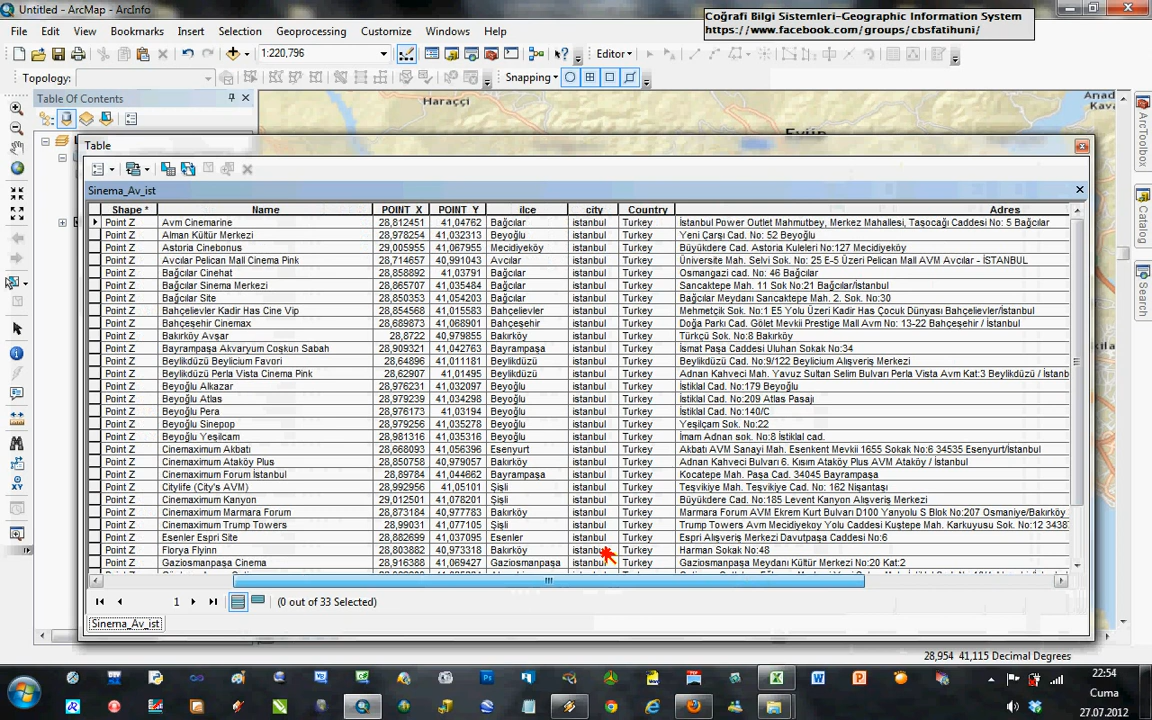 Untitled - ArcMap - ArcInfo
Coğrafi Bilgi Sistemleri-Geographic Information System
https://www.facebook.com/groups/cbsfatihuni/
File Edit View Bookmarks Insert Selection Geoprocessing Customize Windows Help
1:220,796 Editor
Topology: Snapping
Table Of Contents
Haraççi
Eyüp
Anad
Kava
ArcToolbox
Catalog
Search
Table
Sinema_Av_ist
Shape * Name POINT_X POINT_Y ilce city Country Adres
Point Z Avm Cinemarine 28,812451 41,04762 Bağcılar istanbul Turkey İstanbul Power Outlet Mahmutbey, Merkez Mahallesi, Taşocağı Caddesi No: 5 Bağcılar
Point Z Alman Kültür Merkezi 28,978254 41,032313 Beyoğlu istanbul Turkey Yeni Çarşı Cad. No: 52 Beyoğlu
Point Z Astoria Cinebonus 29,005955 41,067955 Mecidiyeköy istanbul Turkey Büyükdere Cad. Astoria Kuleleri No:127 Mecidiyeköy
Point Z Avcılar Pelican Mall Cinema Pink 28,714657 40,991043 Avcılar istanbul Turkey Üniversite Mah. Selvi Sok. No: 25 E-5 Üzeri Pelican Mall AVM Avcılar - İSTANBUL
Point Z Bağcılar Cinehat 28,858892 41,03791 Bağcılar istanbul Turkey Osmangazi cad. No: 46 Bağcılar
Point Z Bağcılar Sinema Merkezi 28,865707 41,035484 Bağcılar istanbul Turkey Sancaktepe Mah. 11 Sok No:21 Bağcılar/İstanbul
Point Z Bağcılar Site 28,850353 41,054203 Bağcılar istanbul Turkey Bağcılar Meydanı Sancaktepe Mah. 2. Sok. No:30
Point Z Bahçelievler Kadir Has Cine Vip 28,854568 41,015583 Bahçelievler istanbul Turkey Mehmetçik Sok. No:1 E5 Yolu Üzeri Kadir Has Çocuk Dünyası Bahçelievler/İstanbul
Point Z Bahçeşehir Cinemax 28,689873 41,068901 Bahçeşehir istanbul Turkey Doğa Parkı Cad. Gölet Mevkii Prestige Mall Avm No: 13-22 Bahçeşehir / İstanbul
Point Z Bakırköy Avşar 28,8722 40,979855 Bakırköy istanbul Turkey Türkçü Sok. No:8 Bakırköy
Point Z Bayrampaşa Akvaryum Coşkun Sabah 28,909321 41,042763 Bayrampaşa istanbul Turkey İsmat Paşa Caddesi Uluhan Sokak No:34
Point Z Beylikdüzü Beylicium Favori 28,64896 41,011181 Beylikdüzü istanbul Turkey Beylikdüzü Cad. No:9/122 Beylicium Alışveriş Merkezi
Point Z Beylikdüzü Perla Vista Cinema Pink 28,62907 41,01495 Beylikdüzü istanbul Turkey Adnan Kahveci Mah. Yavuz Sultan Selim Bulvarı Perla Vista Avm Kat:3 Beylikdüzü / İstanb
Point Z Beyoğlu Alkazar 28,976231 41,032097 Beyoğlu istanbul Turkey İstiklal Cad. No:179 Beyoğlu
Point Z Beyoğlu Atlas 28,979251 41,034298 Beyoğlu istanbul Turkey İstiklal Cad. No:209 Atlas Pasajı
Point Z Beyoğlu Pera 28,976173 41,03194 Beyoğlu istanbul Turkey İstiklal Cad. No:140/C
Point Z Beyoğlu Sinepop 28,979256 41,035278 Beyoğlu istanbul Turkey Yeşilçam Sok. No:22
Point Z Beyoğlu Yeşilcam 28,981316 41,035316 Beyoğlu istanbul Turkey İmam Adnan sok. No:8 İstiklal cad.
Point Z Cinemaximum Akbatı 28,668093 41,056396 Esenyurt istanbul Turkey Akbatı AVM Sanayi Mah. Esenkent Mevkii 1655 Sokak No:6 34535 Esenyurt/İstanbul
Point Z Cinemaximum Ataköy Plus 28,850758 40,979057 Bakırköy istanbul Turkey Adnan Kahveci Bulvarı 6. Kısım Ataköy Plus AVM Ataköy / İstanbul
Point Z Cinemaximum Forum İstanbul 28,89784 41,044662 Bayrampaşa istanbul Turkey Kocatepe Mah. Paşa Cad. 34045 Bayrampaşa
Point Z Citylife (City's AVM) 28,992956 41,05101 Şişli istanbul Turkey Teşvikiye Mah. Teşvikiye Cad. No: 162 Nişantaşı
Point Z Cinemaximum Kanyon 29,012501 41,078201 Şişli istanbul Turkey Büyükdere Cad. No:185 Levent Kanyon Alışveriş Merkezi
Point Z Cinemaximum Marmara Forum 28,873184 40,977783 Bakırköy istanbul Turkey Marmara Forum AVM Ekrem Kurt Bulvarı D100 Yanyolu S Blok No:207 Osmaniye/Bakırköy
Point Z Cinemaximum Trump Towers 28,99031 41,077105 Şişli istanbul Turkey Trump Towers Avm Mecidiyekoy Yolu Caddesi Kuştepe Mah. Karkuyusu Sok. No:12 3438
Point Z Esenler Espri Site 28,882699 41,037095 Esenler istanbul Turkey Espri Alışveriş Merkezi Davutpaşa Caddesi No:6
Point Z Florya Flyinn 28,803882 40,973318 Bakırköy istanbul Turkey Harman Sokak No:48
Point Z Gaziosmanpaşa Cinema 28,916388 41,069427 Gaziosmanpaşa istanbul Turkey Gaziosmanpaşa Meydanı Kültür Merkezi No:20 Kat:2
1 (0 out of 33 Selected)
Sinema_Av_ist
28,954 41,115 Decimal Degrees
22:54
Cuma
27.07.2012